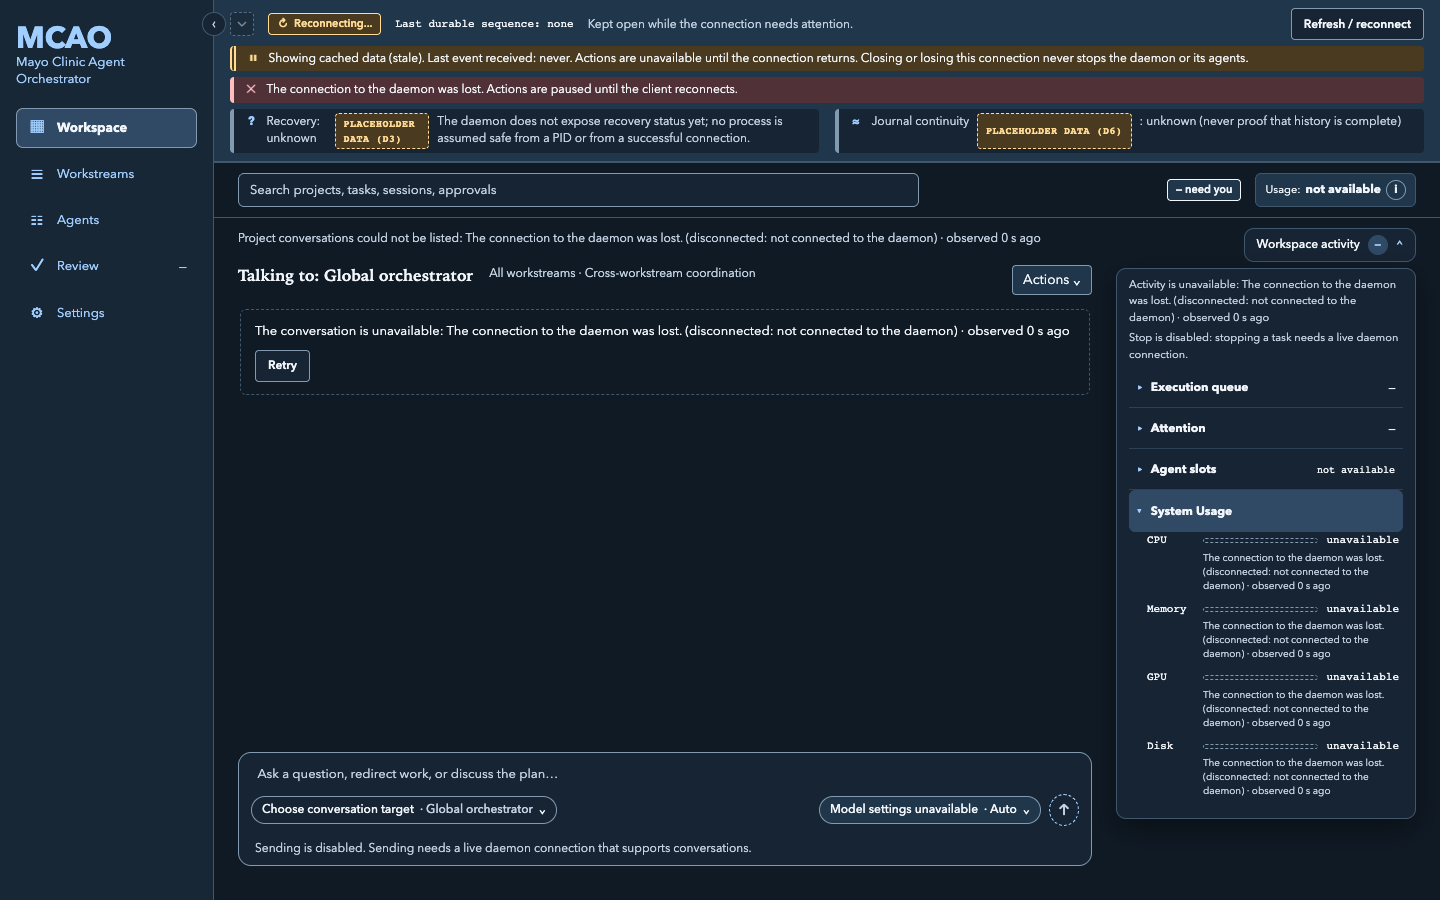 MCAO
Mayo Clinic Agent
Orchestrator
Workspace
Workstreams
Agents
Review –
Settings
Reconnecting... Last durable sequence: none Kept open while the connection needs attention. Refresh / reconnect
Showing cached data (stale). Last event received: never. Actions are unavailable until the connection returns. Closing or losing this connection never stops the daemon or its agents.
The connection to the daemon was lost. Actions are paused until the client reconnects.
? Recovery:
unknown
PLACEHOLDER
DATA (D3)
The daemon does not expose recovery status yet; no process is
assumed safe from a PID or from a successful connection.
≈ Journal continuity PLACEHOLDER DATA (D6) : unknown (never proof that history is complete)
Search projects, tasks, sessions, approvals
– need you
Usage: not available i
Project conversations could not be listed: The connection to the daemon was lost. (disconnected: not connected to the daemon) · observed 0 s ago
Talking to: Global orchestrator All workstreams · Cross-workstream coordination Actions
The conversation is unavailable: The connection to the daemon was lost. (disconnected: not connected to the daemon) · observed 0 s ago
Retry
Ask a question, redirect work, or discuss the plan…
Choose conversation target · Global orchestrator
Model settings unavailable · Auto
Sending is disabled. Sending needs a live daemon connection that supports conversations.
Workspace activity –
Activity is unavailable: The connection to the daemon
was lost. (disconnected: not connected to the
daemon) · observed 0 s ago
Stop is disabled: stopping a task needs a live daemon
connection.
Execution queue –
Attention –
Agent slots not available
System Usage
CPU unavailable
The connection to the daemon was lost.
(disconnected: not connected to the
daemon) · observed 0 s ago
Memory unavailable
The connection to the daemon was lost.
(disconnected: not connected to the
daemon) · observed 0 s ago
GPU unavailable
The connection to the daemon was lost.
(disconnected: not connected to the
daemon) · observed 0 s ago
Disk unavailable
The connection to the daemon was lost.
(disconnected: not connected to the
daemon) · observed 0 s ago